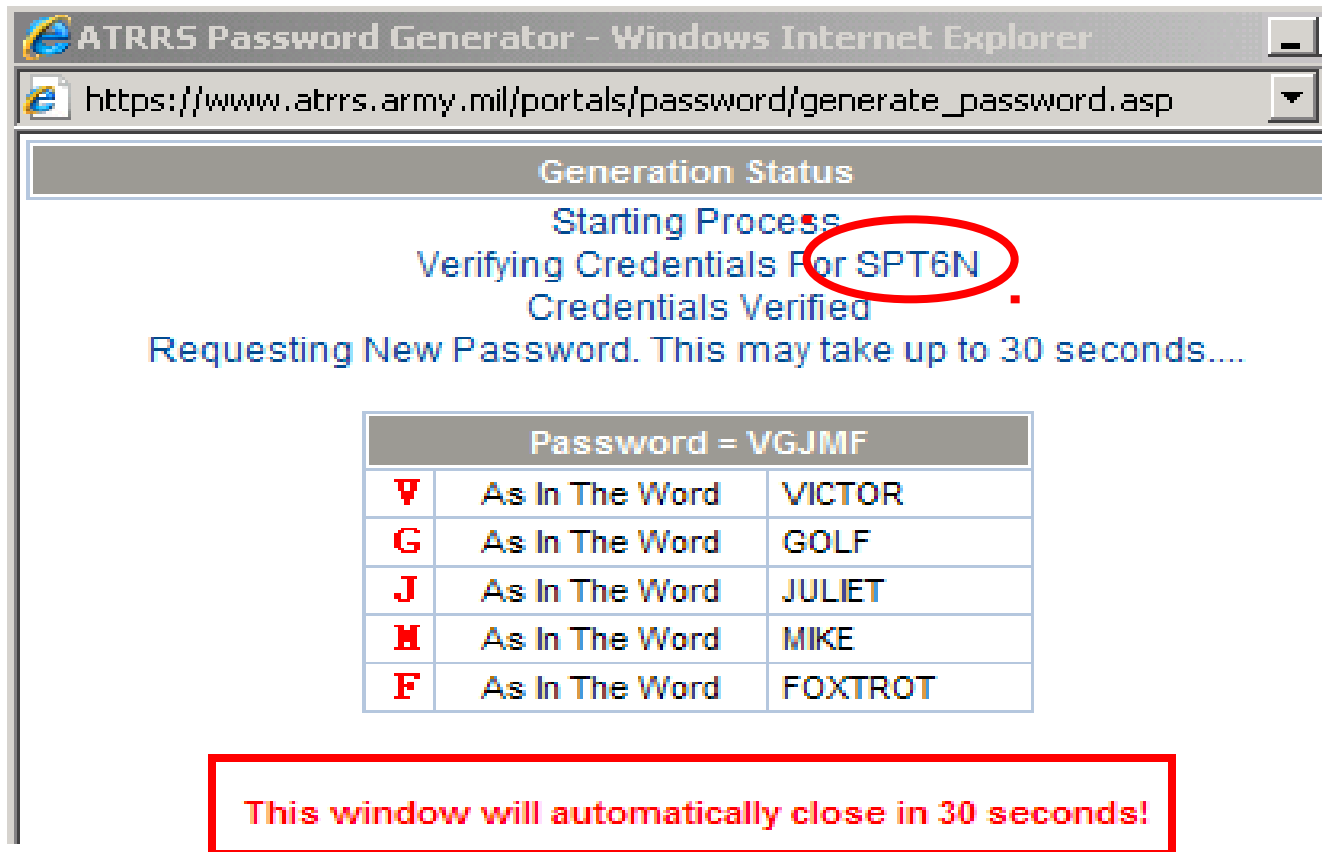 ATRRS Password Generator - Windows Internet Explorer
https://www.atrrs.army.mil/portals/password/generate_password.asp
Generation Status
Starting Process
Verifying Credentials For SPT6N
Credentials Verified
Requesting New Password. This may take up to 30 seconds....
Password = VGJMF
V As In The Word VICTOR
G As In The Word GOLF
J As In The Word JULIET
M As In The Word MIKE
F As In The Word FOXTROT
This window will automatically close in 30 seconds!